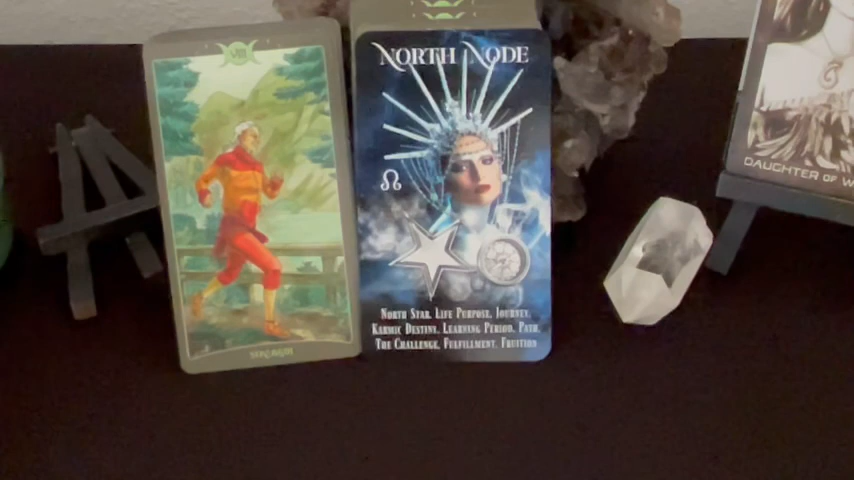 NORTH NODE
North Star, Life Purpose, Journey,
Karmic Destiny, Learning Period, Path,
The Challenge, Fulfillment, Fruition
DAUGHTER OF